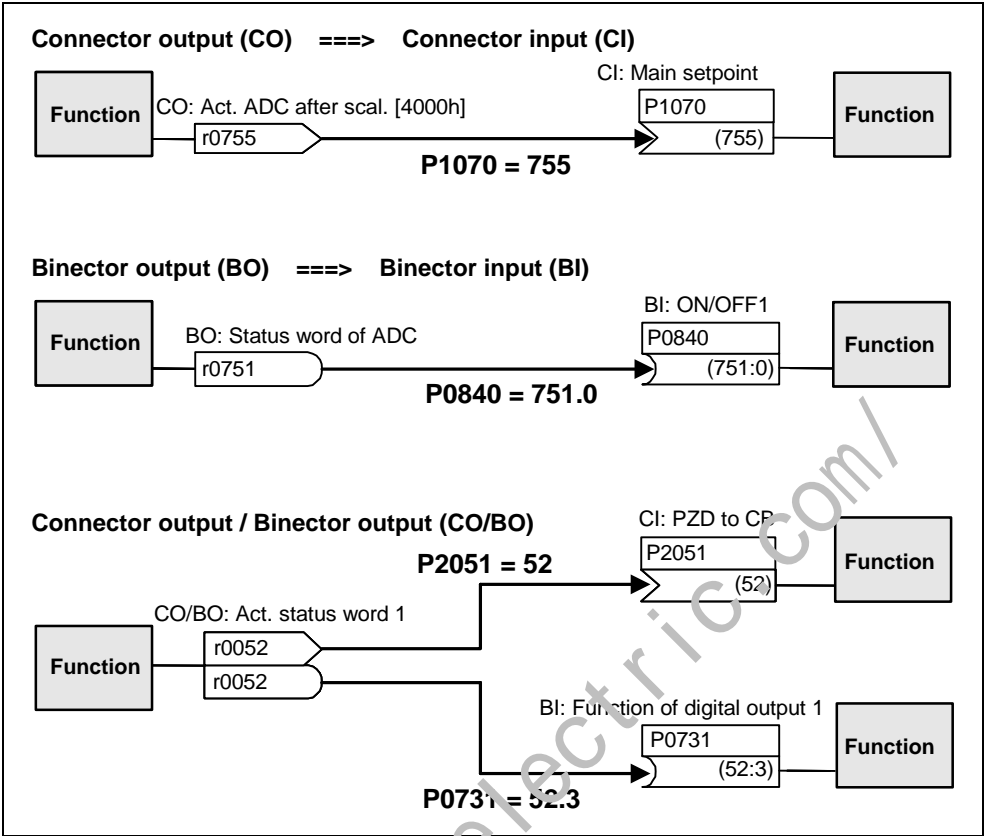 Connector output (CO) ===> Connector input (CI)
CI: Main setpoint
Function
CO: Act. ADC after scal. [4000h]
r0755
P1070
(755)
Function
P1070 = 755
Binector output (BO) ===> Binector input (BI)
BI: ON/OFF1
Function
BO: Status word of ADC
r0751
P0840
(751:0)
Function
P0840 = 751.0
Connector output / Binector output (CO/BO)
CI: PZD to CB
P2051 = 52
P2051
(52)
Function
CO/BO: Act. status word 1
Function
r0052
r0052
BI: Function of digital output 1
P0731
(52:3)
Function
P0731 = 52.3
electric.com/